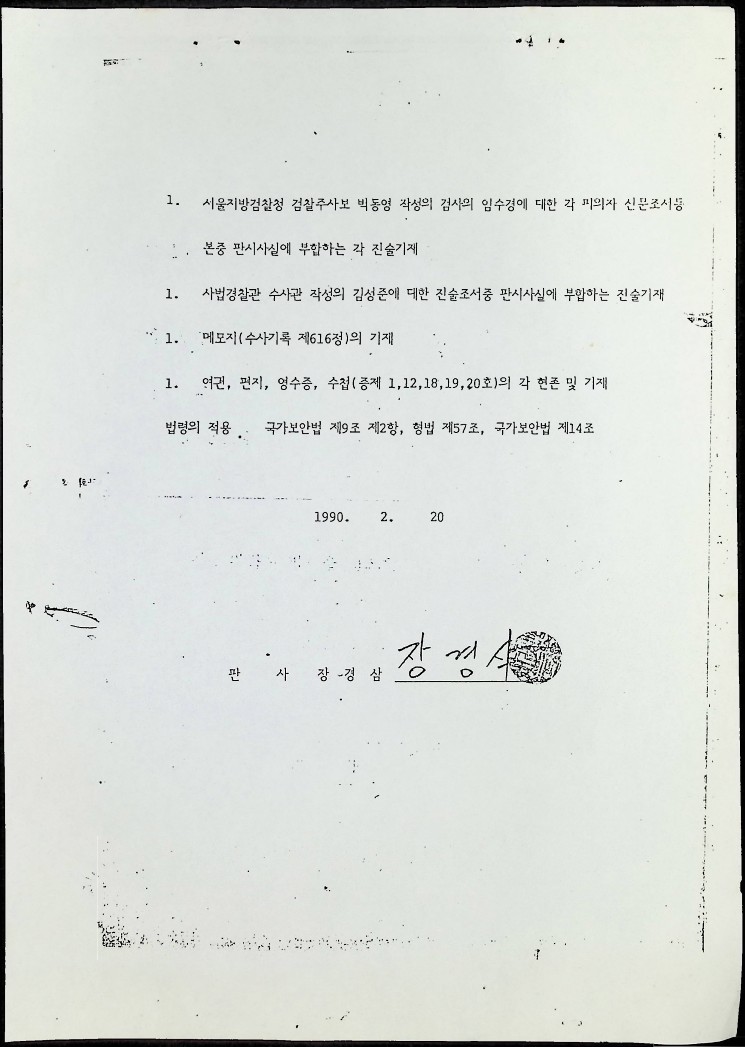 1. 서울지방검찰청 검찰주사보 박동영 작성의 검사의 임수경에 대한 각 피의자 신문조서등
본중 판시사실에 부합하는 각 진술기재
1. 사법경찰관 수사관 작성의 김성준에 대한 진술조서중 판시사실에 부합하는 진술기재
1. 메모지(수사기록 제616정)의 기재
1. 여권, 편지, 영수증, 수첩(증제 1,12,18,19,20호)의 각 현존 및 기재
법령의 적용 국가보안법 제9조 제2항, 형법 제57조, 국가보안법 제14조
1990. 2. 20
판 사 장 경 삼 장 경